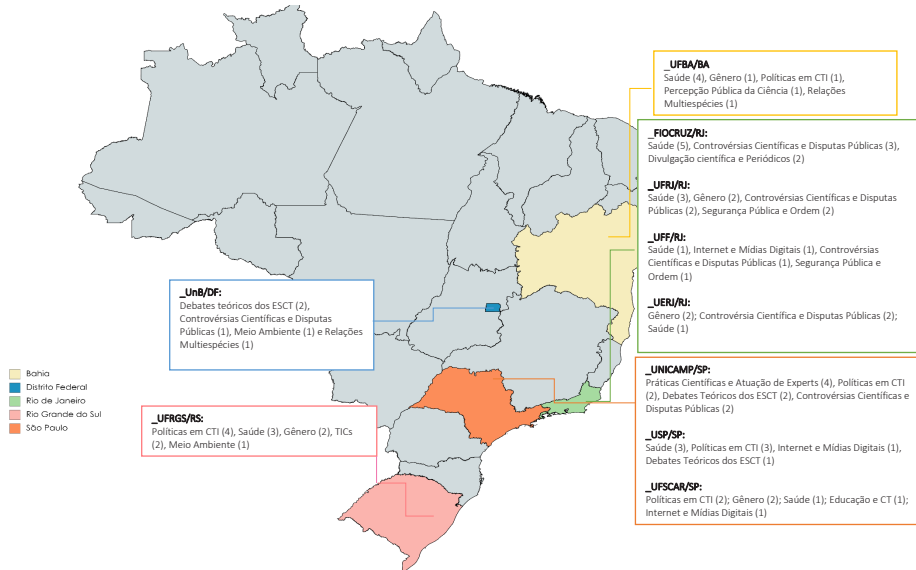 _UFBA/BA
Saúde (4), Gênero (1), Políticas em CTI (1),
Percepção Pública da Ciência (1), Relações
Multiespécies (1)
_FIOCRUZ/RJ:
Saúde (5), Controvérsias Científicas e Disputas Públicas (3),
Divulgação científica e Periódicos (2)
_UFRJ/RJ:
Saúde (3), Gênero (2), Controvérsias Científicas e Disputas
Públicas (2), Segurança Pública e Ordem (2)
_UFF/RJ:
Saúde (1), Internet e Mídias Digitais (1), Controvérsias
Científicas e Disputas Públicas (1), Segurança Pública e
Ordem (1)
_UERJ/RJ:
Gênero (2); Controvérsia Científica e Disputas Públicas (2);
Saúde (1)
_UnB/DF:
Debates teóricos dos ESCT (2),
Controvérsias Científicas e Disputas
Públicas (1), Meio Ambiente (1) e Relações
Multiespécies (1)
Bahia
Distrito Federal
Rio de Janeiro
Rio Grande do Sul
São Paulo
_UFRGS/RS:
Políticas em CTI (4), Saúde (3), Gênero (2), TICs
(2), Meio Ambiente (1)
_UNICAMP/SP:
Práticas Científicas e Atuação de Experts (4), Políticas em CTI
(2), Debates Teóricos dos ESCT (2), Controvérsias Científicas e
Disputas Públicas (2)
_USP/SP:
Saúde (3), Políticas em CTI (3), Internet e Mídias Digitais (1),
Debates Teóricos dos ESCT (1)
_UFSCAR/SP:
Políticas em CTI (2); Gênero (2); Saúde (1); Educação e CT (1);
Internet e Mídias Digitais (1)